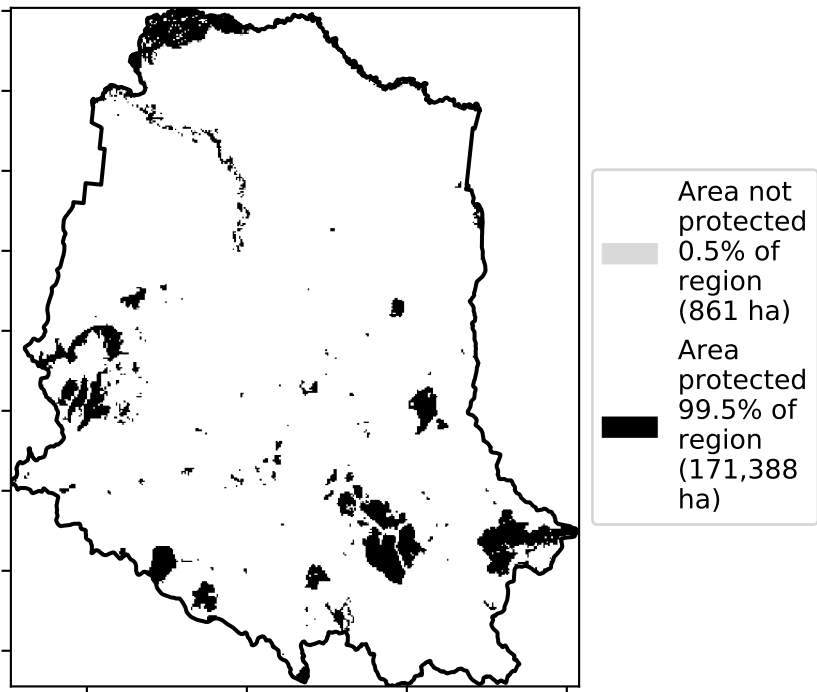 Area not
protected
0.5% of
region
(861 ha)
Area
protected
99.5% of
region
(171,388
ha)